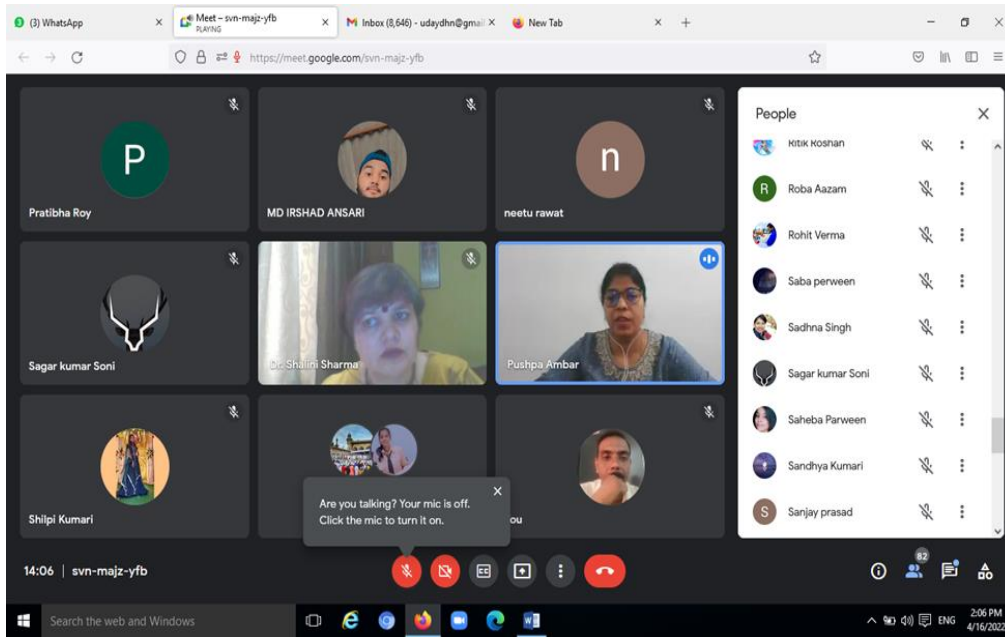 (3) WhatsApp
Meet – svn-majz-yfb
PLAYING
Inbox (8,646) - udaydhn@gmai
New Tab
https://meet.google.com/svn-majz-yfb
P
Pratibha Roy
MD IRSHAD ANSARI
n
neetu rawat
Sagar kumar Soni
Dr. Shalini Sharma
Pushpa Ambar
Shilpi Kumari
ou
Are you talking? Your mic is off.
Click the mic to turn it on.
People
Ritik Roshan
R
Roba Aazam
Rohit Verma
Saba perween
Sadhna Singh
Sagar kumar Soni
Saheba Parween
Sandhya Kumari
S
Sanjay prasad
14:06 | svn-majz-yfb
82
Search the web and Windows
ENG
2:06 PM
4/16/2022